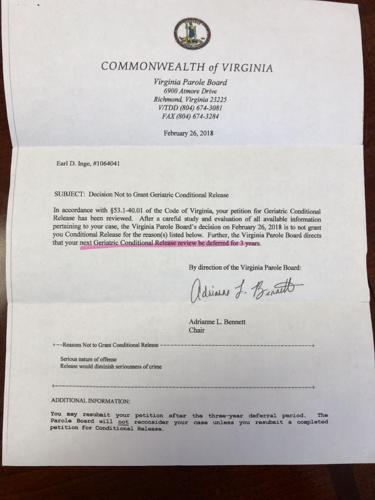 COMMONWEALTH of VIRGINIA
Virginia Parole Board
6900 Atmore Drive
Richmond, Virginia 23225
V/TDD (804) 674-3081
FAX (804) 674-3284
February 26, 2018
Earl D. Inge, #1064041
SUBJECT: Decision Not to Grant Geriatric Conditional Release
In accordance with §53.1-40.01 of the Code of Virginia, your petition for Geriatric Conditional
Release has been reviewed. After a careful study and evaluation of all available information
pertaining to your case, the Virginia Parole Board's decision on February 26, 2018 is to not grant
you Conditional Release for the reason(s) listed below. Further, the Virginia Parole Board directs
that your next Geriatric Conditional Release review be deferred for 3 years.
By direction of the Virginia Parole Board:
Adrianne L. Bennett
Adrianne L. Bennett
Chair
+---Reasons Not to Grant Conditional Release
Serious nature of offense
Release would diminish seriousness of crime
ADDITIONAL INFORMATION:
You may resubmit your petition after the three-year deferral period. The
Parole Board will not reconsider your case unless you resubmit a completed
petition for Conditional Release.